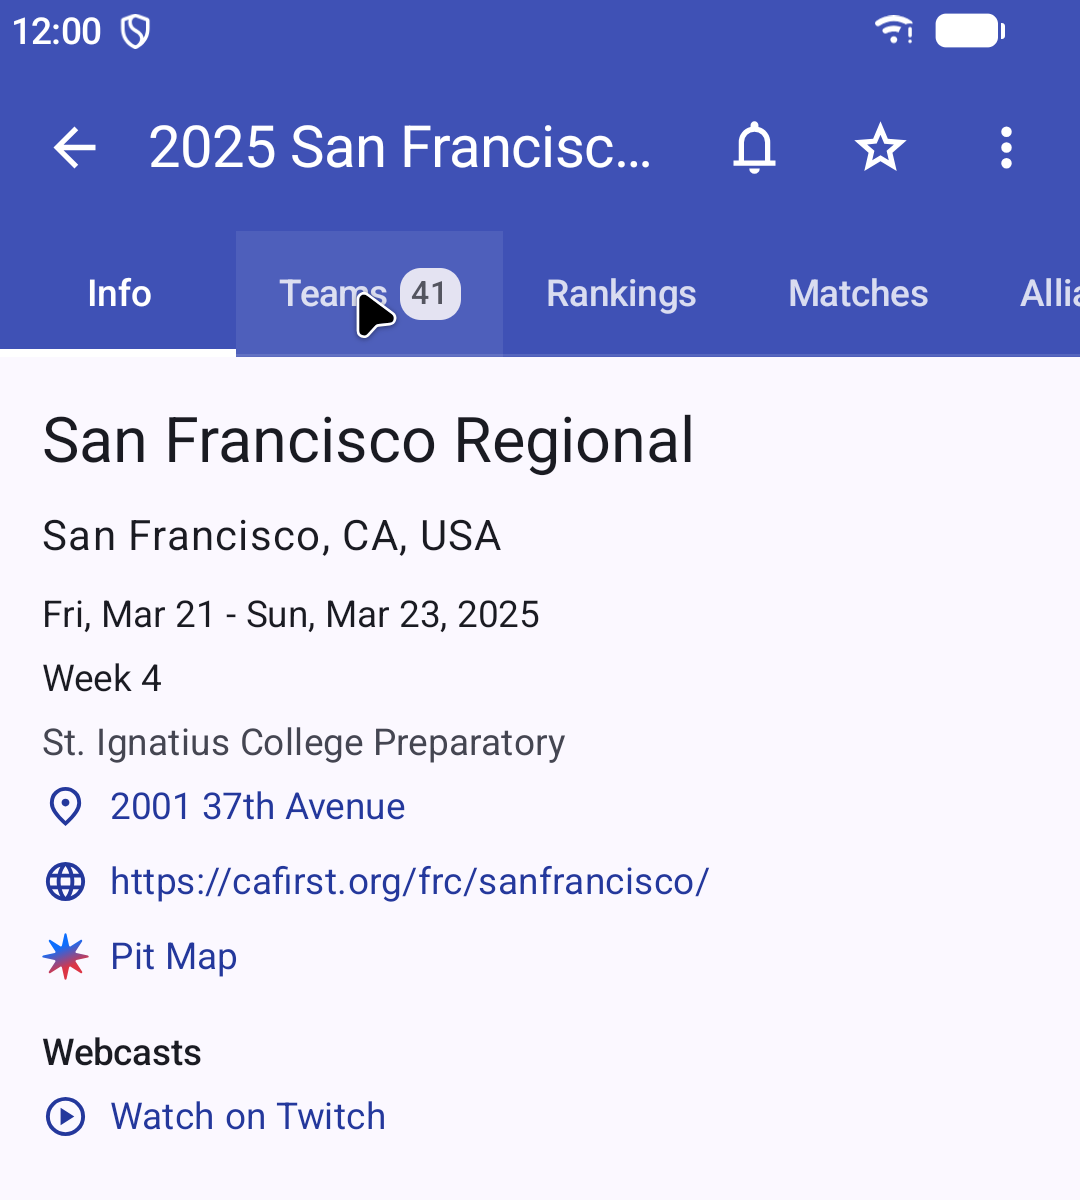 12:00
2025 San Francisc...
Info Teams 41 Rankings Matches Allia
San Francisco Regional
San Francisco, CA, USA
Fri, Mar 21 - Sun, Mar 23, 2025
Week 4
St. Ignatius College Preparatory
2001 37th Avenue
https://cafirst.org/frc/sanfrancisco/
Pit Map
Webcasts
Watch on Twitch